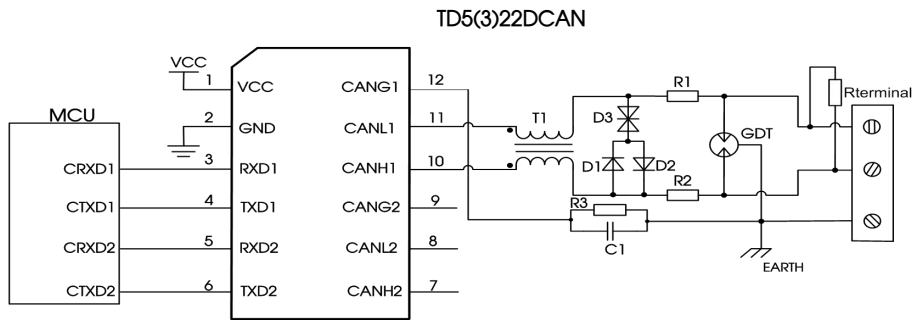 TD5(3)22DCAN
VCC
MCU
CRXD1
CTXD1
CRXD2
CTXD2
1
2
3
4
5
6
VCC
GND
RXD1
TXD1
RXD2
TXD2
CANG1
CANL1
CANH1
CANG2
CANL2
CANH2
12
11
10
9
8
7
T1
D3
D1
D2
R1
R2
R3
C1
GDT
EARTH
Rterminal